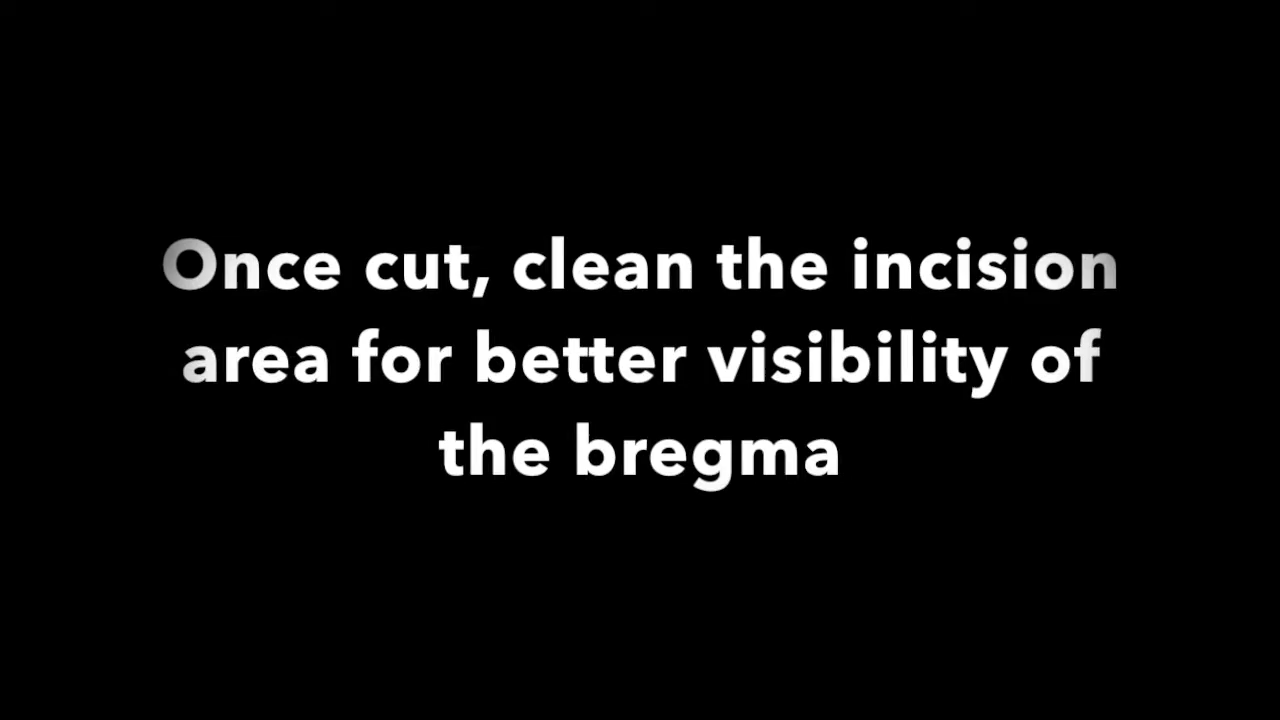 Once cut, clean the incision
area for better visibility of
the bregma